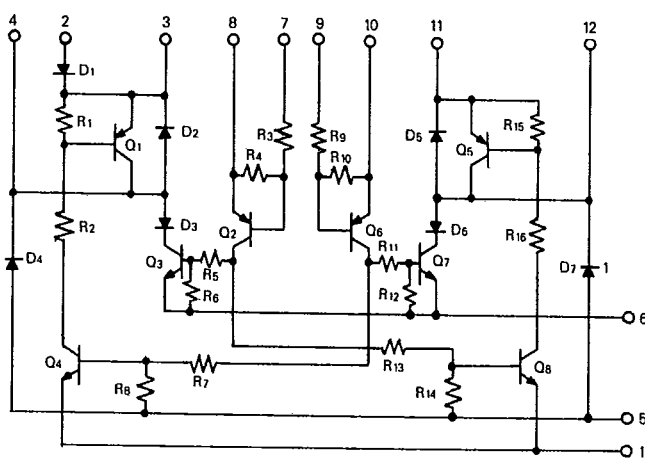 4 2 3 8 7 9 10 11 12
D1
R1 D2 R3 R9 D5 R15
Q1 R4 R10 Q5
R2 D3 Q2 Q6 D6 R16
D4 Q3 R5 R11 Q7 D7 1
R6 R12
6
Q4 R13 Q8
R8 R7 R14
5
1